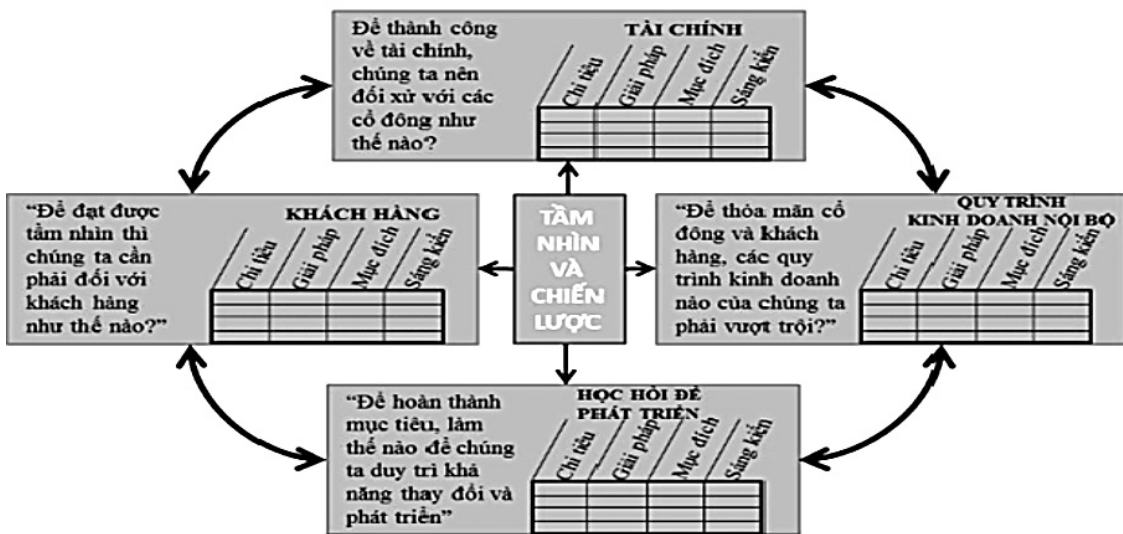 Để thành công
về tài chính,
chúng ta nên
đối xử với các
cổ đông như
thế nào?
TÀI CHÍNH
Chi tiêu
Giải pháp
Mục đích
Sáng kiến
“Để đạt được
tầm nhìn thì
chúng ta cần
phải đối với
khách hàng
như thế nào?”
KHÁCH HÀNG
Chi tiêu
Giải pháp
Mục đích
Sáng kiến
TẦM
NHÌN
VÀ
CHIẾN
LƯỢC
“Để thỏa mãn cổ
đông và khách
hàng, các quy
trình kinh doanh
nào của chúng ta
phải vượt trội?”
QUY TRÌNH
KINH DOANH NỘI BỘ
Chi tiêu
Giải pháp
Mục đích
Sáng kiến
“Để hoàn thành
mục tiêu, làm
thế nào để chúng
ta duy trì khả
năng thay đổi và
phát triển”
HỌC HỎI ĐỂ
PHÁT TRIỂN
Chi tiêu
Giải pháp
Mục đích
Sáng kiến